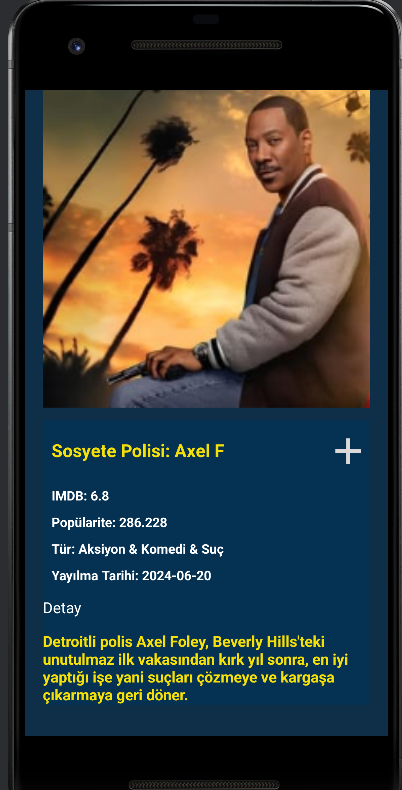 Sosyete Polisi: Axel F
IMDB: 6.8
Popülarite: 286.228
Tür: Aksiyon & Komedi & Suç
Yayılma Tarihi: 2024-06-20
Detay
Detroitli polis Axel Foley, Beverly Hills'teki
unutulmaz ilk vakasından kırk yıl sonra, en iyi
yaptığı işe yani suçları çözmeye ve kargaşa
çıkarmaya geri döner.